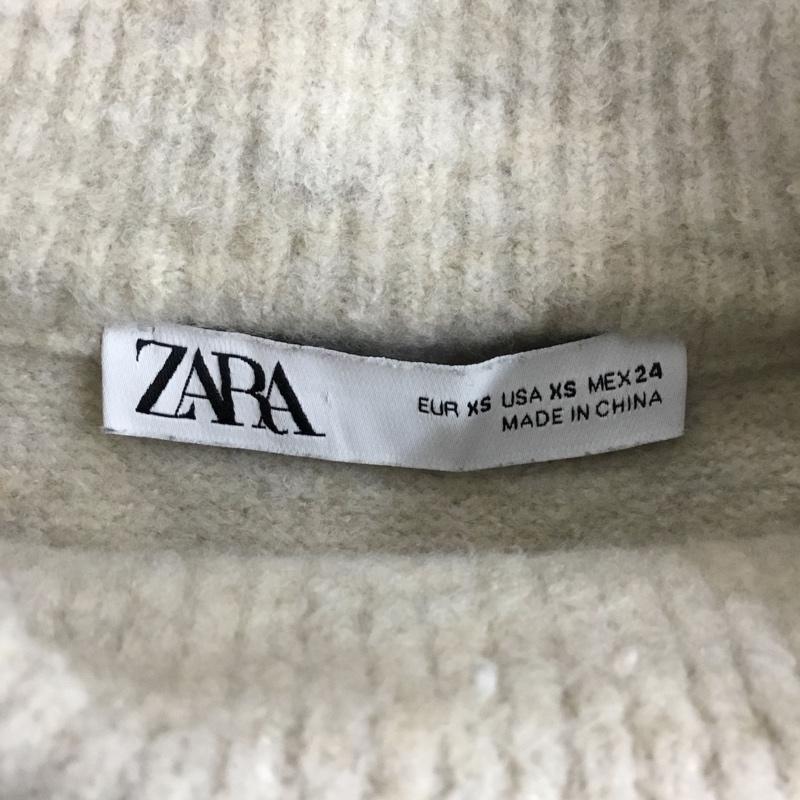 ZARA
EUR XS USA XS MEX 24
MADE IN CHINA